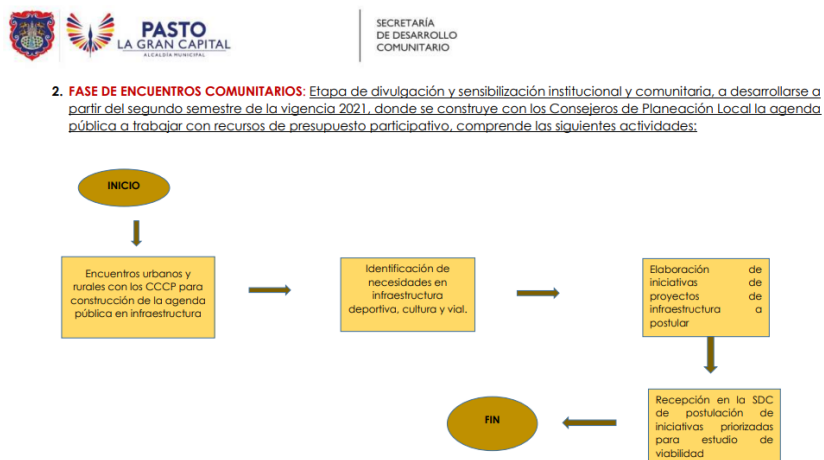 PASTO
LA GRAN CAPITAL
ALCALDÍA MUNICIPAL
SECRETARÍA
DE DESARROLLO
COMUNITARIO
2. FASE DE ENCUENTROS COMUNITARIOS: Etapa de divulgación y sensibilización institucional y comunitaria, a desarrollarse a
partir del segundo semestre de la vigencia 2021, donde se construye con los Consejeros de Planeación Local la agenda
pública a trabajar con recursos de presupuesto participativo, comprende las siguientes actividades:
INICIO
Encuentros urbanos y
rurales con los CCCP para
construcción de la agenda
pública en infraestructura
Identificación de
necesidades en
infraestructura
deportiva, cultura y vial.
Elaboración de
iniciativas de
proyectos de
infraestructura a
postular
Recepción en la SDC
de postulación de
iniciativas priorizadas
para estudio de
viabilidad
FIN